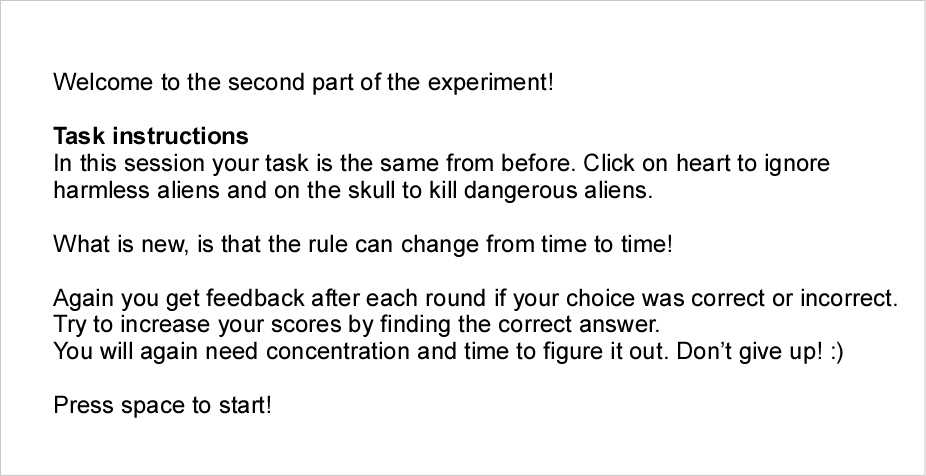 Welcome to the second part of the experiment!
Task instructions
In this session your task is the same from before. Click on heart to ignore
harmless aliens and on the skull to kill dangerous aliens.
What is new, is that the rule can change from time to time!
Again you get feedback after each round if your choice was correct or incorrect.
Try to increase your scores by finding the correct answer.
You will again need concentration and time to figure it out. Don’t give up! :)
Press space to start!